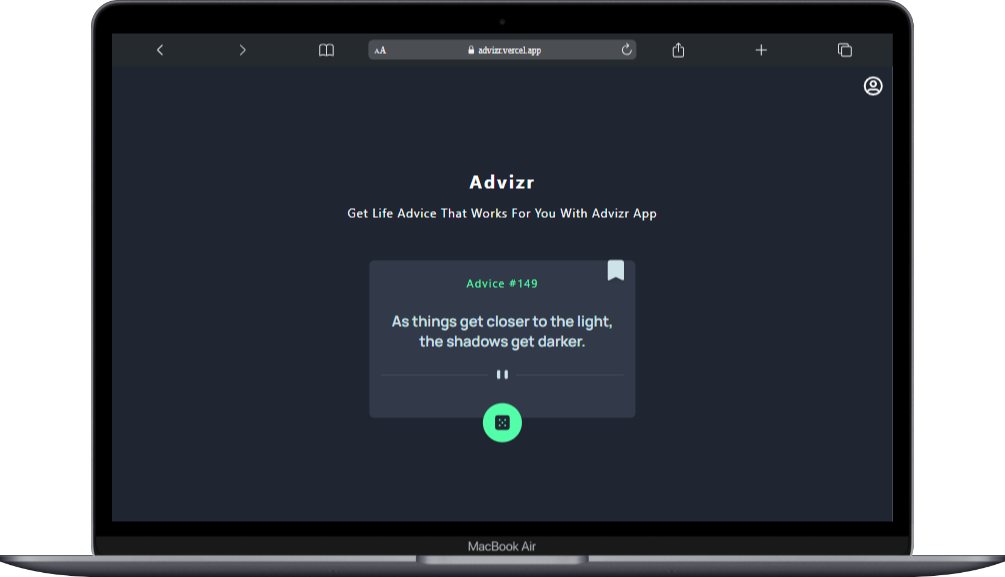 AA
advizr.vercel.app
Advizr
Get Life Advice That Works For You With Advizr App
Advice #149
As things get closer to the light,
the shadows get darker.
MacBook Air